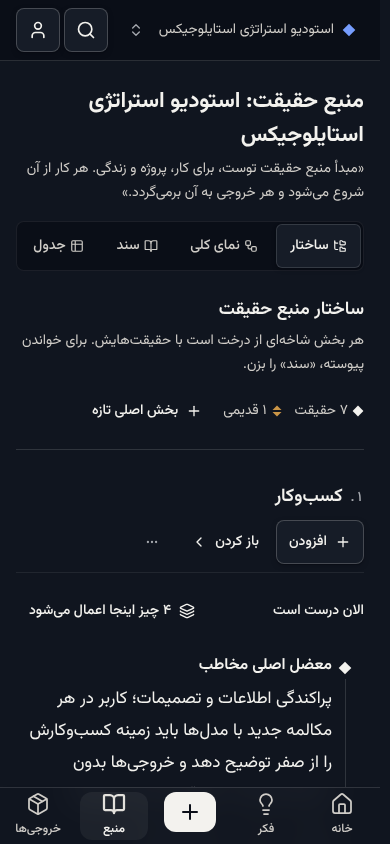 استودیو استراتژی استایلوجیکس
منبع حقیقت: استودیو استراتژی
استایلوجیکس
«مبدأ منبع حقیقت توست، برای کار، پروژه و زندگی. هر کار از آن
شروع می‌شود و هر خروجی به آن برمی‌گردد.»
ساختار
نمای کلی
سند
جدول
ساختار منبع حقیقت
هر بخش شاخه‌ای از درخت است با حقیقت‌هایش. برای خواندن
پیوسته، «سند» را بزن.
۷ حقیقت
۱ قدیمی
بخش اصلی تازه
۱. کسب‌وکار
افزودن
باز کردن
الان درست است
۴ چیز اینجا اعمال می‌شود
معضل اصلی مخاطب
پراکندگی اطلاعات و تصمیمات؛ کاربر در هر
مکالمه جدید با مدل‌ها باید زمینه کسب‌وکارش
را از صفر توضیح دهد و خروجی‌ها بدون
خانه
فکر
منبع
خروجی‌ها